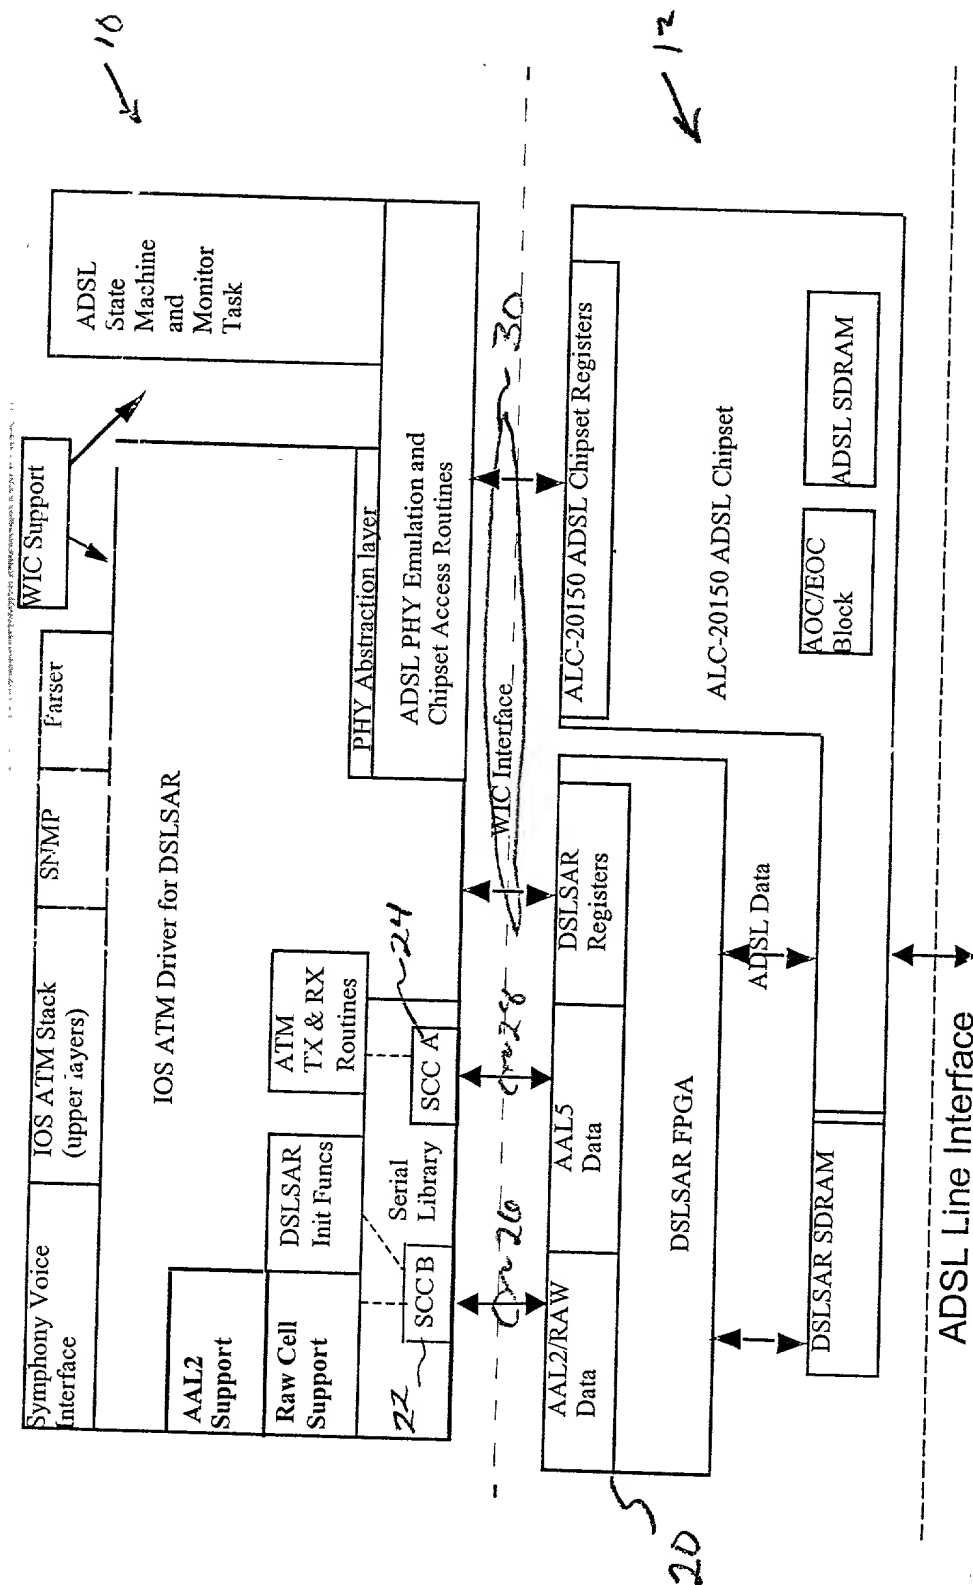 10
Symphony Voice
Interface
IOS ATM Stack
(upper layers)
SNMP
Parser
WIC Support
ADSL
State
Machine
and
Monitor
Task
IOS ATM Driver for DSLSAR
AAL2
Support
Raw Cell
Support
DSLSAR
Init Funcs
ATM
TX & RX
Routines
PHY Abstraction layer
ADSL PHY Emulation and
Chipset Access Routines
22
SCCB
Serial
Library
SCC A
24
26
28
WIC Interface
30
12
AAL2/RAW
Data
AAL5
Data
DSLSAR
Registers
ALC-20150 ADSL Chipset Registers
20
DSLSAR FPGA
ALC-20150 ADSL Chipset
ADSL Data
DSLSAR SDRAM
AOC/EOC
Block
ADSL SDRAM
ADSL Line Interface